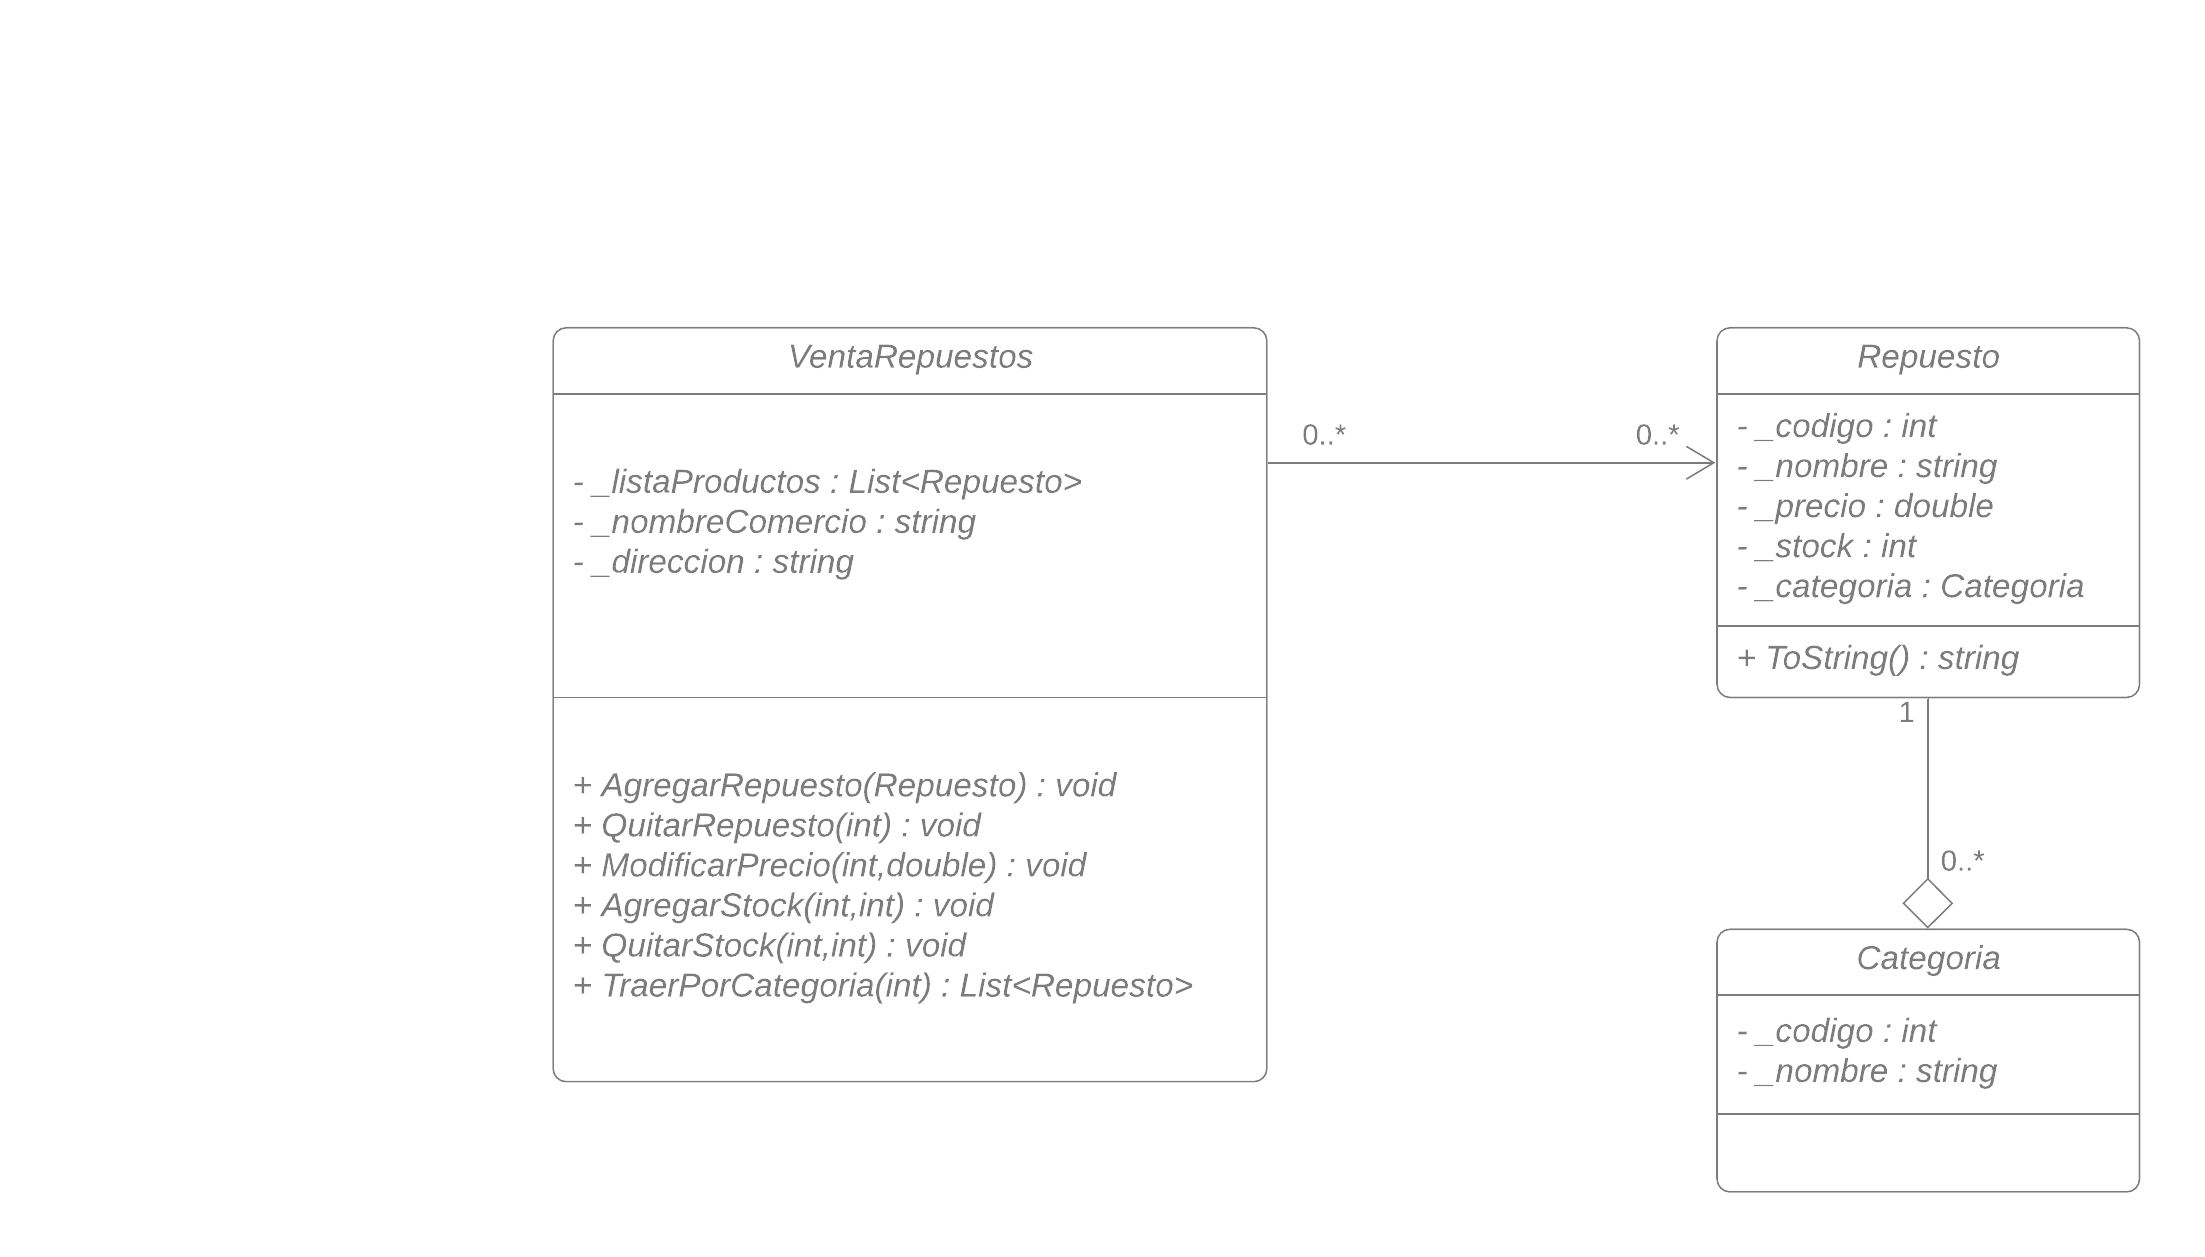 VentaRepuestos
- _listaProductos : List<Repuesto>
- _nombreComercio : string
- _direccion : string
+ AgregarRepuesto(Repuesto) : void
+ QuitarRepuesto(int) : void
+ ModificarPrecio(int,double) : void
+ AgregarStock(int,int) : void
+ QuitarStock(int,int) : void
+ TraerPorCategoria(int) : List<Repuesto>
0..*
0..*
Repuesto
- _codigo : int
- _nombre : string
- _precio : double
- _stock : int
- _categoria : Categoria
+ ToString() : string
1
0..*
Categoria
- _codigo : int
- _nombre : string